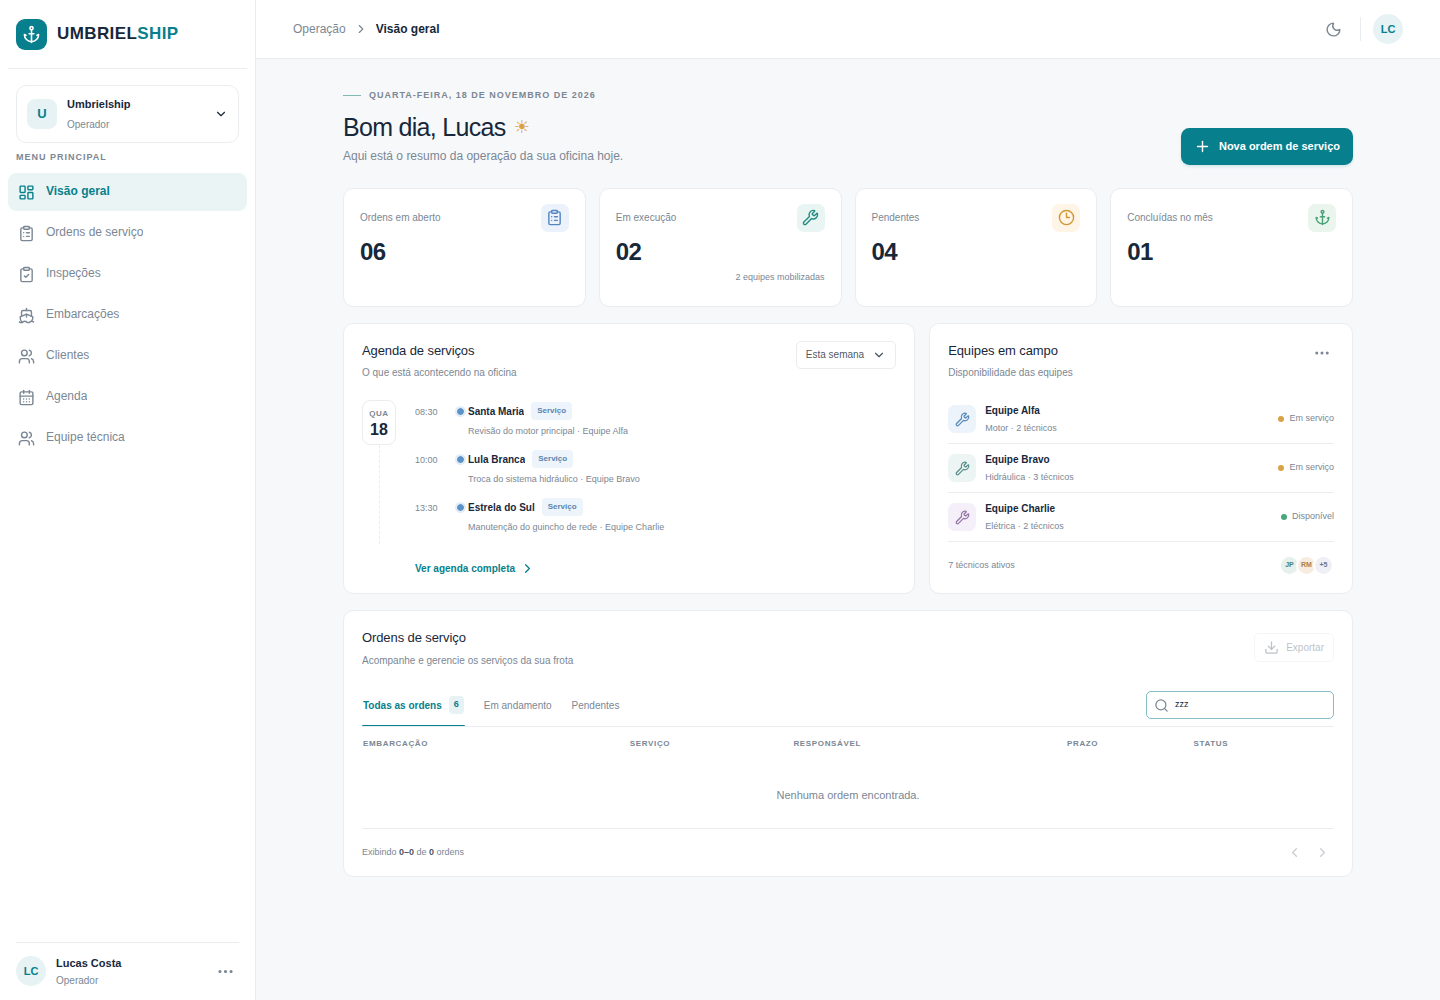 UMBRIELSHIP
U
Umbrielship
Operador
MENU PRINCIPAL
Visão geral
Ordens de serviço
Inspeções
Embarcações
Clientes
Agenda
Equipe técnica
LC
Lucas Costa
Operador
Operação
Visão geral
LC
QUARTA-FEIRA, 18 DE NOVEMBRO DE 2026
Bom dia, Lucas
Aqui está o resumo da operação da sua oficina hoje.
Nova ordem de serviço
Ordens em aberto
06
Em execução
02
2 equipes mobilizadas
Pendentes
04
Concluídas no mês
01
Agenda de serviços
O que está acontecendo na oficina
Esta semana
QUA
18
08:30
Santa Maria
Serviço
Revisão do motor principal · Equipe Alfa
10:00
Lula Branca
Serviço
Troca do sistema hidráulico · Equipe Bravo
13:30
Estrela do Sul
Serviço
Manutenção do guincho de rede · Equipe Charlie
Ver agenda completa
Equipes em campo
Disponibilidade das equipes
Equipe Alfa
Motor · 2 técnicos
Em serviço
Equipe Bravo
Hidráulica · 3 técnicos
Em serviço
Equipe Charlie
Elétrica · 2 técnicos
Disponível
7 técnicos ativos
JP
RM
+5
Ordens de serviço
Acompanhe e gerencie os serviços da sua frota
Exportar
Todas as ordens 6
Em andamento
Pendentes
zzz
EMBARCAÇÃO
SERVIÇO
RESPONSÁVEL
PRAZO
STATUS
Nenhuma ordem encontrada.
Exibindo 0–0 de 0 ordens